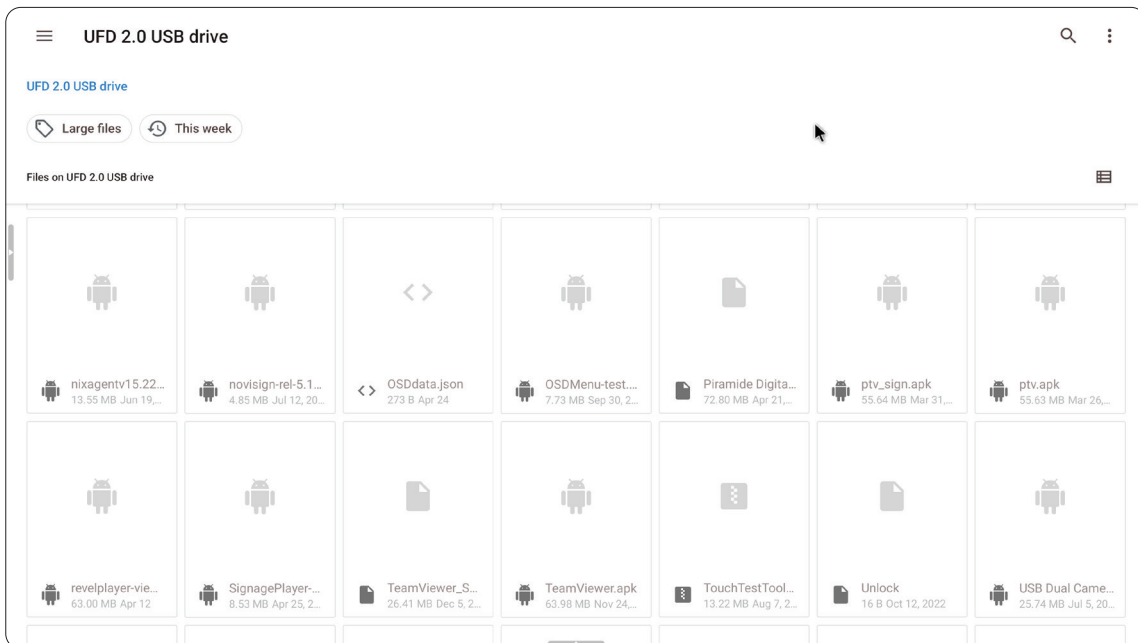 UFD 2.0 USB drive
UFD 2.0 USB drive
Large files
This week
Files on UFD 2.0 USB drive
nixagentv15.22...
13.55 MB Jun 19,...
novisign-rel-5.1...
4.85 MB Jul 12, 20...
OSDdata.json
273 B Apr 24
OSDMenu-test....
7.73 MB Sep 30, 2...
Piramide Digita...
72.80 MB Apr 21,...
ptv_sign.apk
55.64 MB Mar 31,...
ptv.apk
55.63 MB Mar 26,...
revelplayer-vie...
63.00 MB Apr 12
SignagePlayer-...
8.53 MB Apr 25, 2...
TeamViewer_S...
26.41 MB Dec 5, 2...
TeamViewer.apk
63.98 MB Nov 24,...
TouchTestTool...
13.22 MB Aug 7, 2...
Unlock
16 B Oct 12, 2022
USB Dual Came...
25.74 MB Jul 5, 20...